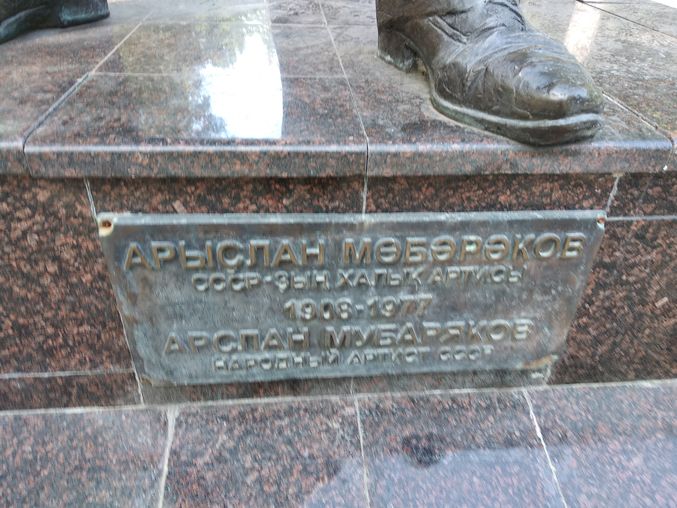 АРЫСЛАН МӨБӘРӘКОВ
СССР-ҘЫҢ ХАЛЫҠ АРТИСЫ
1908-1977
АРСЛАН МУБАРЯКОВ
НАРОДНЫЙ АРТИСТ СССР